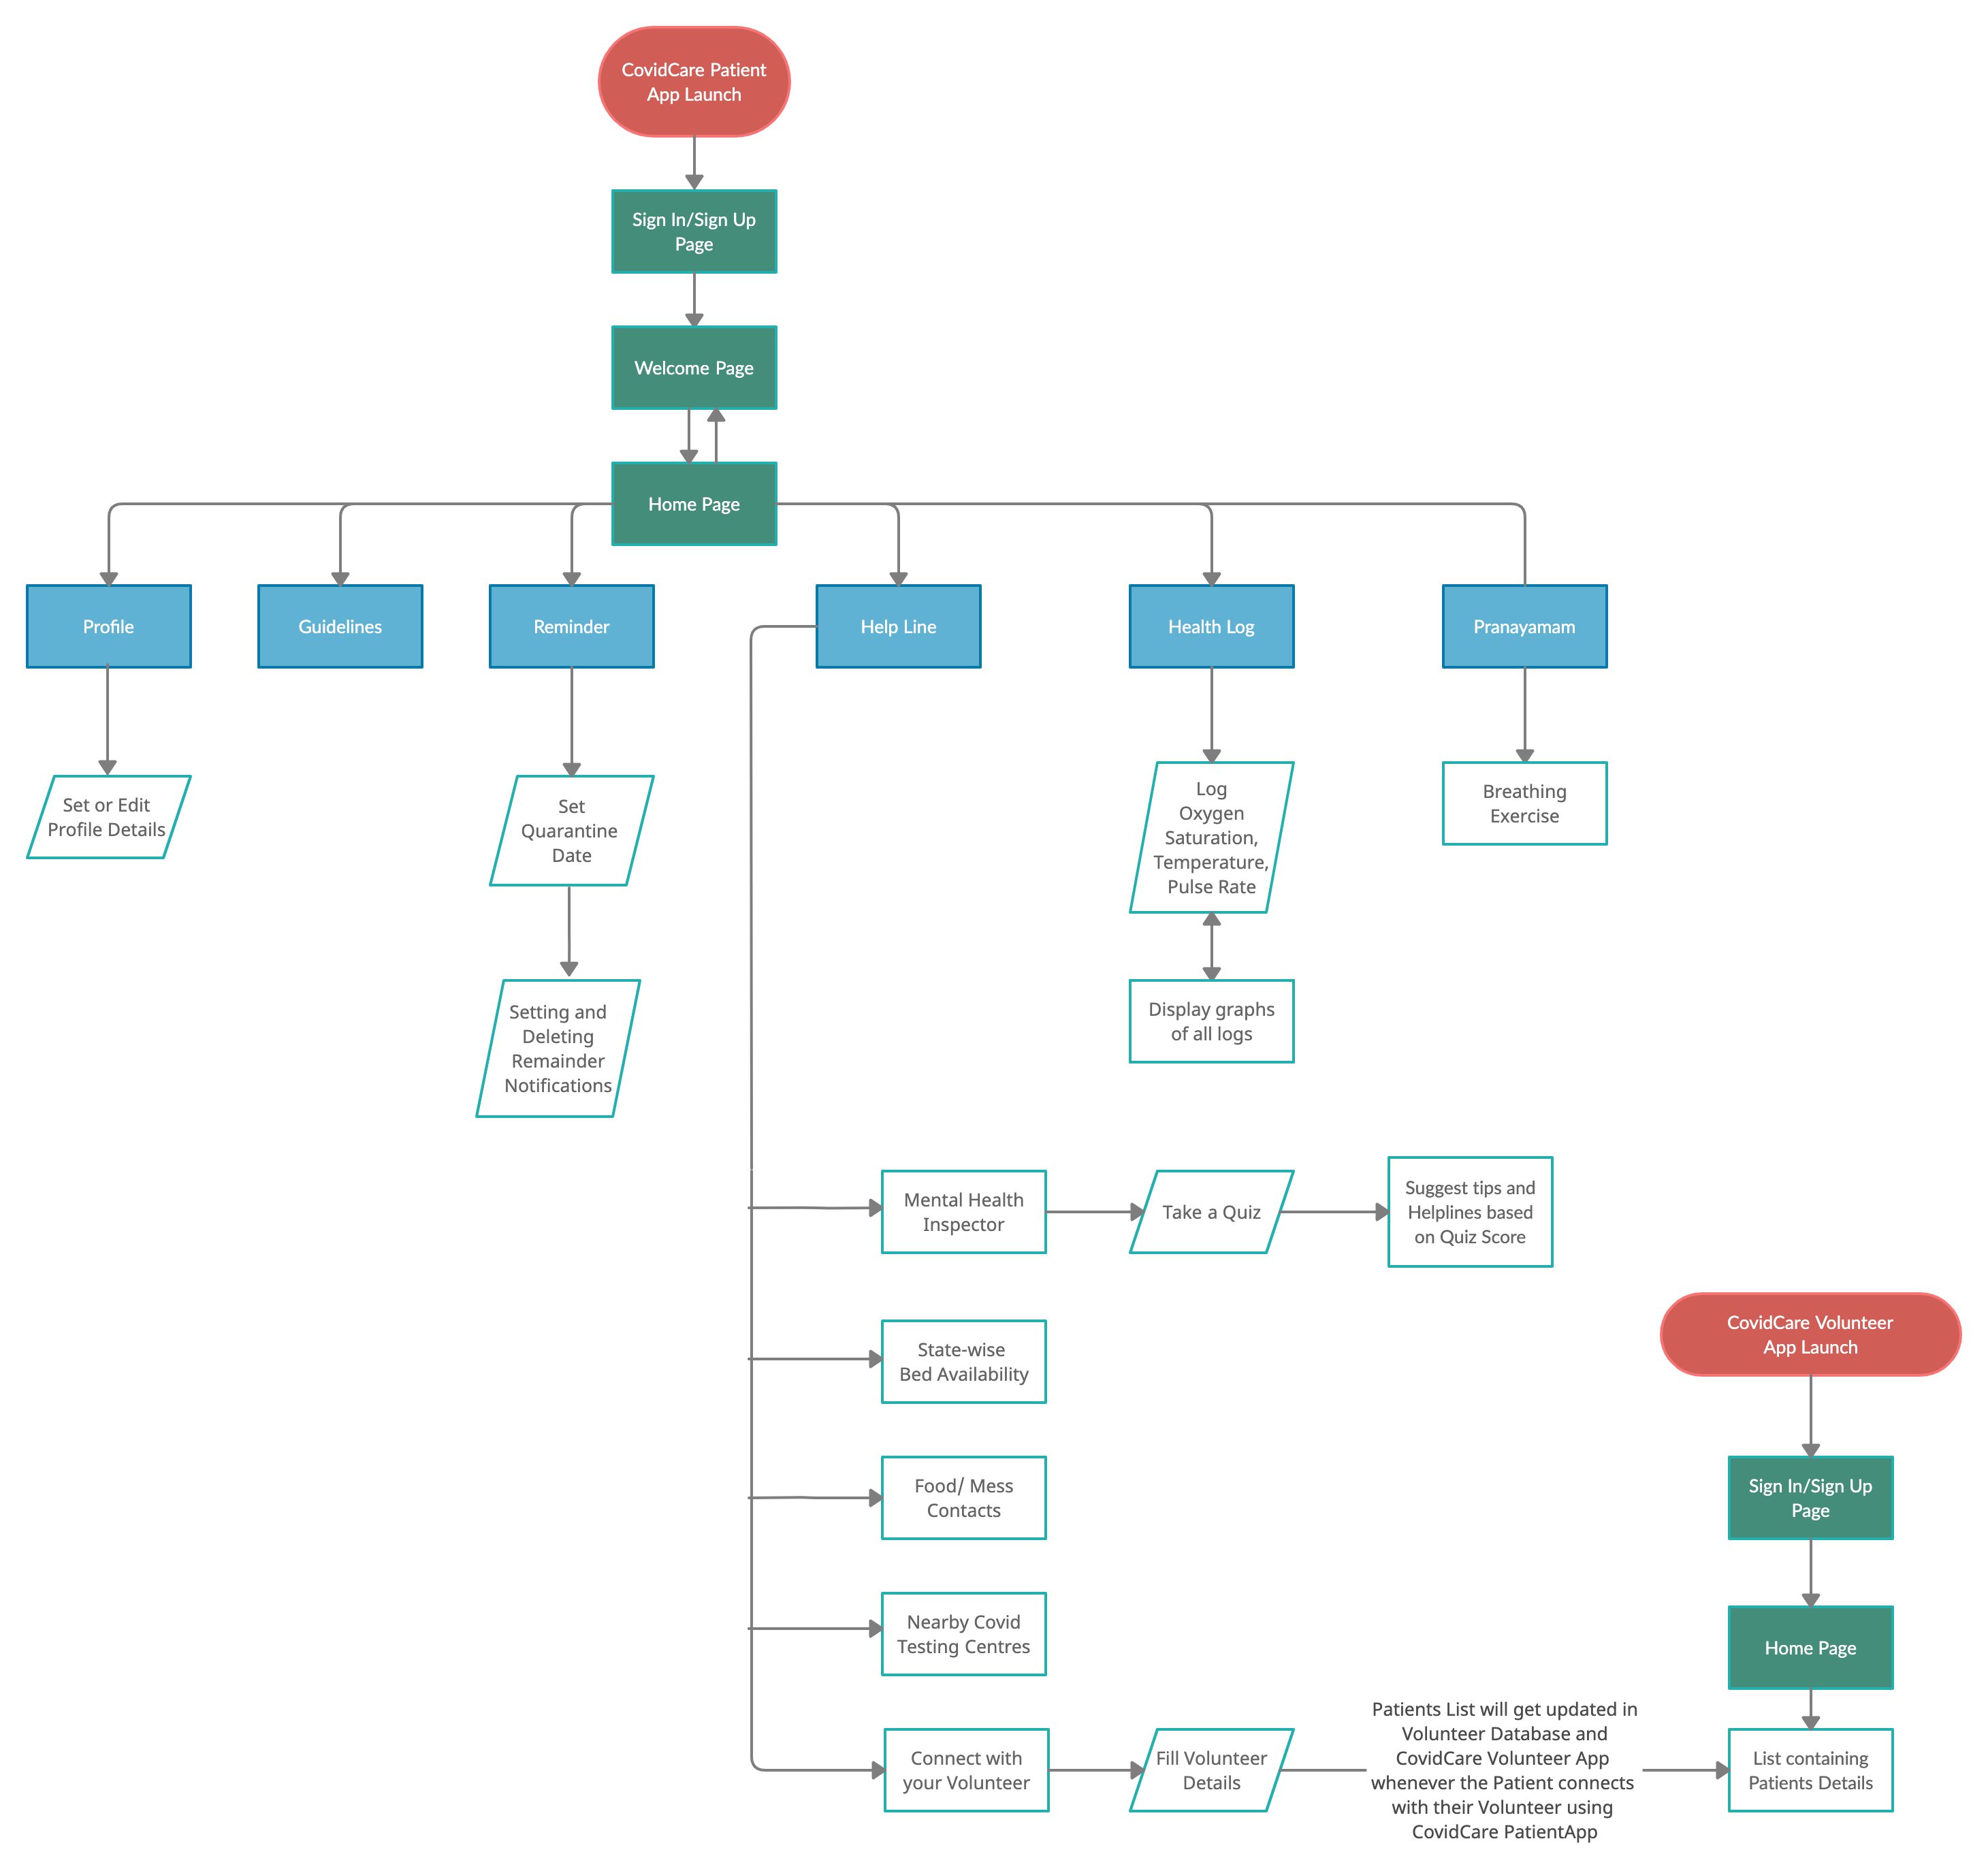 CovidCare Patient
App Launch
Sign In/Sign Up
Page
Welcome Page
Home Page
Profile
Guidelines
Reminder
Help Line
Health Log
Pranayamam
Set or Edit
Profile Details
Set
Quarantine
Date
Log
Oxygen
Saturation,
Temperature,
Pulse Rate
Breathing
Exercise
Setting and
Deleting
Remainder
Notifications
Display graphs
of all logs
Mental Health
Inspector
Take a Quiz
Suggest tips and
Helplines based
on Quiz Score
State-wise
Bed Availability
Food/ Mess
Contacts
Nearby Covid
Testing Centres
Connect with
your Volunteer
Fill Volunteer
Details
Patients List will get updated in
Volunteer Database and
CovidCare Volunteer App
whenever the Patient connects
with their Volunteer using
CovidCare PatientApp
CovidCare Volunteer
App Launch
Sign In/Sign Up
Page
Home Page
List containing
Patients Details